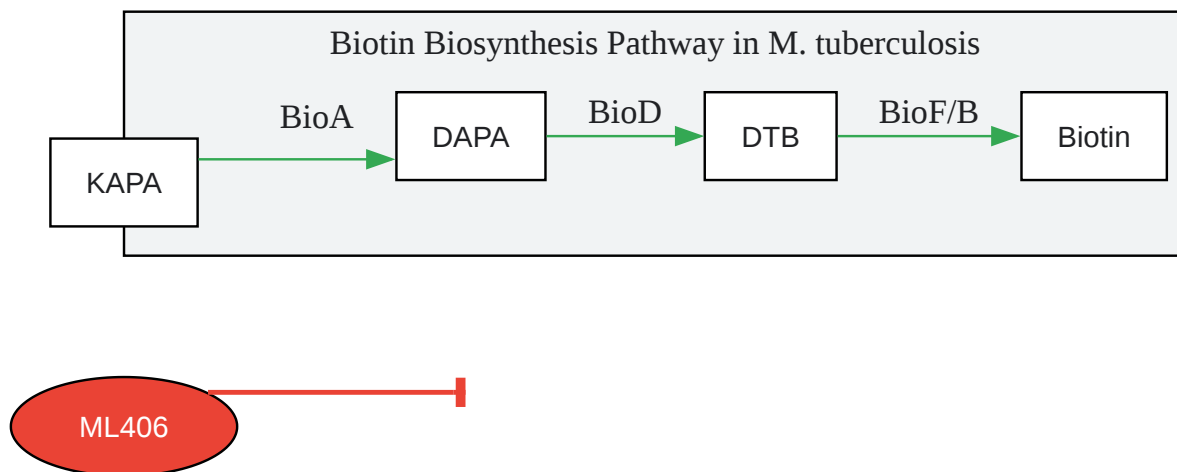 Biotin Biosynthesis Pathway in M. tuberculosis
BioA
BioD
BioF/B
KAPA
DAPA
DTB
Biotin
ML406